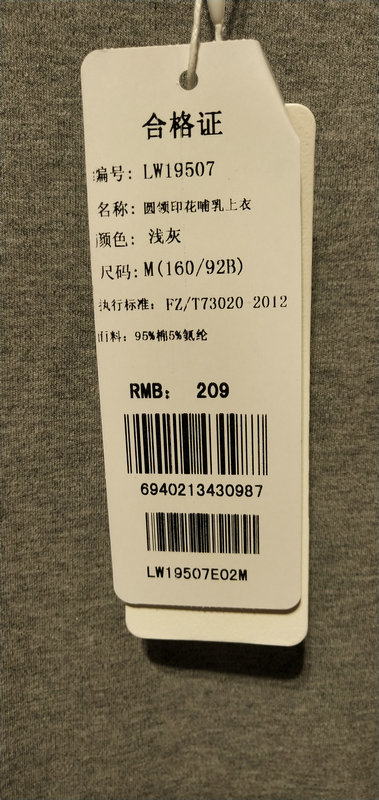 合格证
编号: LW19507
名称: 圆领印花哺乳上衣
颜色: 浅灰
尺码: M(160/92B)
执行标准: FZ/T73020-2012
面料: 95%棉5%氨纶
RMB: 209
6940213430987
LW19507E02M